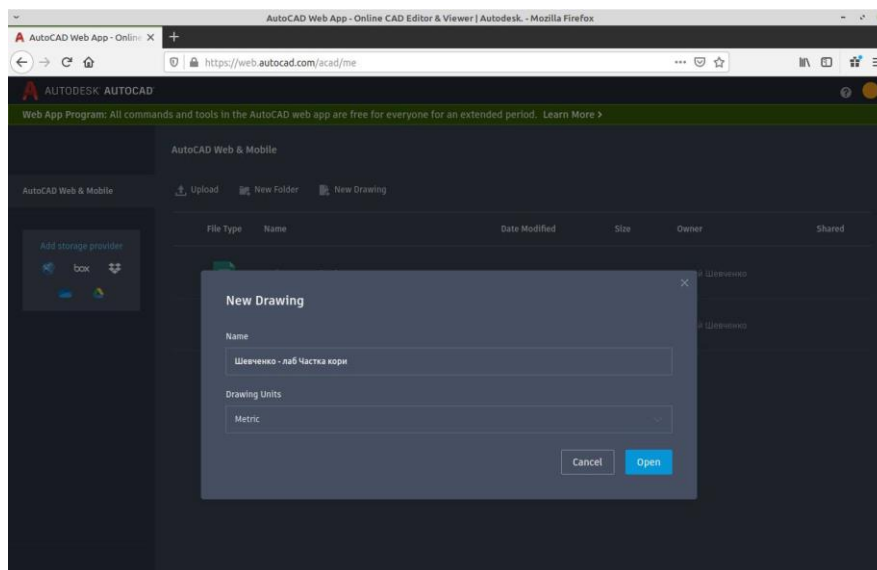 AutoCAD Web App - Online CAD Editor & Viewer | Autodesk. - Mozilla Firefox
AutoCAD Web App - Online
https://web.autocad.com/acad/me
AUTODESK AUTOCAD
Web App Program: All commands and tools in the AutoCAD web app are free for everyone for an extended period. Learn More >
AutoCAD Web & Mobile
AutoCAD Web & Mobile
Upload New Folder New Drawing
File Type Name Date Modified Size Owner Shared
Add storage provider
box
Шевченко
New Drawing
Name
Шевченко
Шевченко - лаб Частка кори
Drawing Units
Metric
Cancel Open